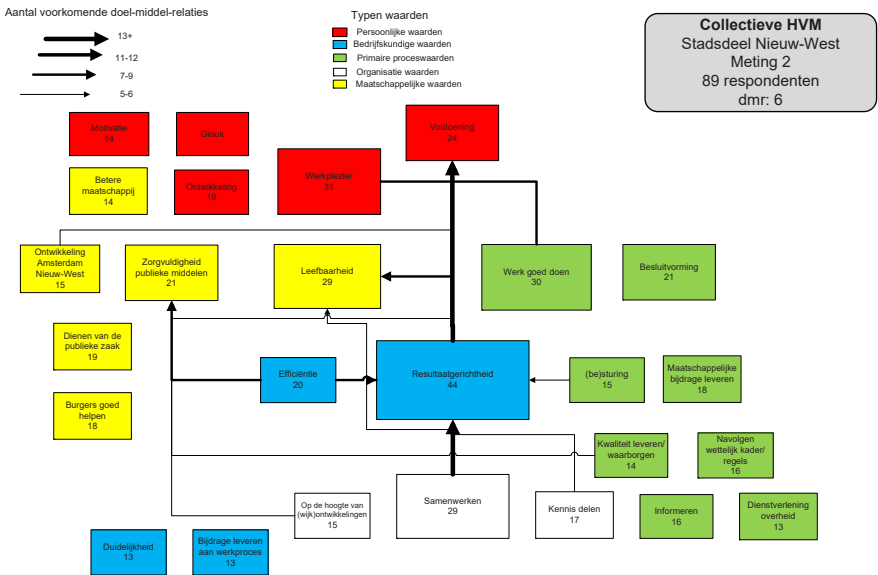 Aantal voorkomende doel-middel-relaties
13+
11-12
7-9
5-6
Typen waarden
Persoonlijke waarden
Bedrijfskundige waarden
Primaire proceswaarden
Organisatie waarden
Maatschappelijke waarden
Collectieve HVM
Stadsdeel Nieuw-West
Meting 2
89 respondenten
dmr: 6
Motivatie
14
Geluk
Voldoening
24
Betere
maatschappij
14
Ontwikkeling
19
Werkplezier
31
Ontwikkeling
Amsterdam
Nieuw-West
15
Zorgvuldigheid
publieke middelen
21
Leefbaarheid
29
Werk goed doen
30
Besluitvorming
21
Dienen van de
publieke zaak
19
Efficiëntie
20
Resultaatgerichtheid
44
(be)sturing
15
Maatschappelijke
bijdrage leveren
18
Burgers goed
helpen
18
Kwaliteit leveren/
waarborgen
14
Navolgen
wettelijk kader/
regels
16
Op de hoogte van
(wijk)ontwikkelingen
15
Samenwerken
29
Kennis delen
17
Informeren
16
Dienstverlening
overheid
13
Duidelijkheid
13
Bijdrage leveren
aan werkproces
13